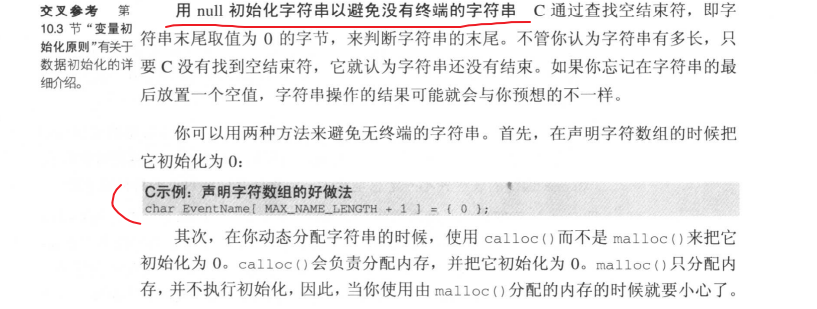 交叉参考 第
10.3 节“变量初
始化原则”有关于
数据初始化的详
细介绍。
用 null 初始化字符串以避免没有终端的字符串 C 通过查找空结束符，即字
符串末尾取值为 0 的字节，来判断字符串的末尾。不管你认为字符串有多长，只
要 C 没有找到空结束符，它就认为字符串还没有结束。如果你忘记在字符串的最
后放置一个空值，字符串操作的结果可能就会与你预想的不一样。
你可以用两种方法来避免无终端的字符串。首先，在声明字符数组的时候把
它初始化为 0：
C示例：声明字符数组的好做法
char EventName[ MAX_NAME_LENGTH + 1 ] = { 0 };
其次，在你动态分配字符串的时候，使用 calloc()而不是 malloc()来把它
初始化为 0。calloc()会负责分配内存，并把它初始化为 0。malloc()只分配内
存，并不执行初始化，因此，当你使用由 malloc()分配的内存的时候就要小心了。